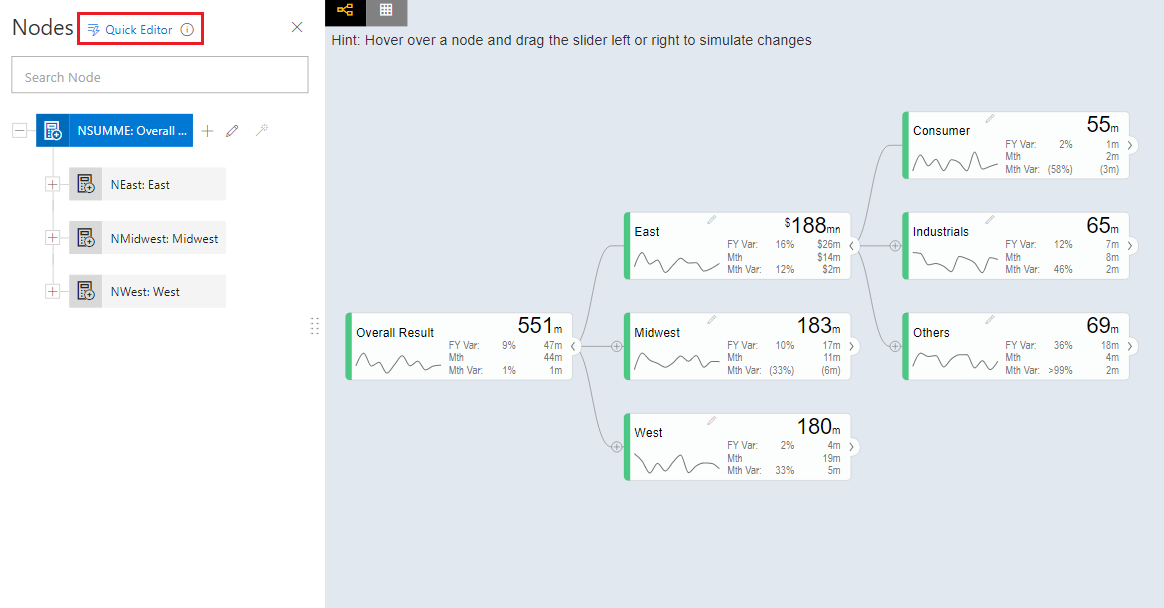 Nodes Quick Editor
Search Node
NSUMME: Overall ...
NEast: East
NMidwest: Midwest
NWest: West
Hint: Hover over a node and drag the slider left or right to simulate changes
Overall Result 551m
FY Var: 9% 47m
Mth 44m
Mth Var: 1% 1m
East $188mn
FY Var: 16% $26m
Mth $14m
Mth Var: 12% $2m
Midwest 183m
FY Var: 10% 17m
Mth 11m
Mth Var: (33%) (6m)
West 180m
FY Var: 2% 4m
Mth 19m
Mth Var: 33% 5m
Consumer 55m
FY Var: 2% 1m
Mth 2m
Mth Var: (58%) (3m)
Industrials 65m
FY Var: 12% 7m
Mth 8m
Mth Var: 46% 2m
Others 69m
FY Var: 36% 18m
Mth 4m
Mth Var: >99% 2m